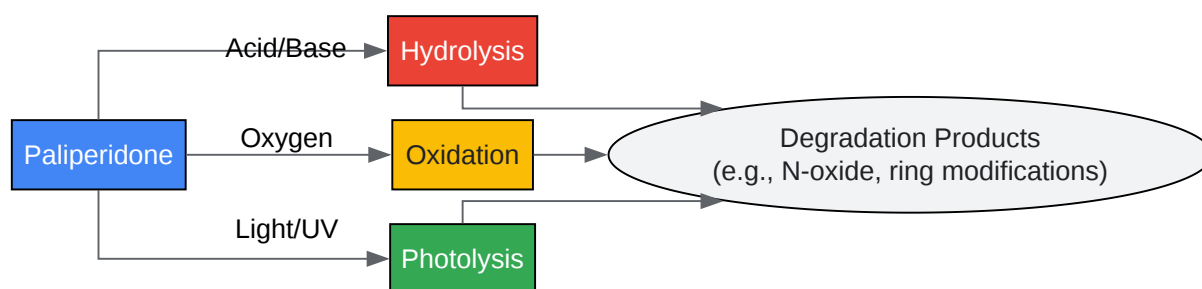 Acid/Base
Hydrolysis
Paliperidone
Oxygen
Oxidation
Degradation Products
(e.g., N-oxide, ring modifications)
Light/UV
Photolysis